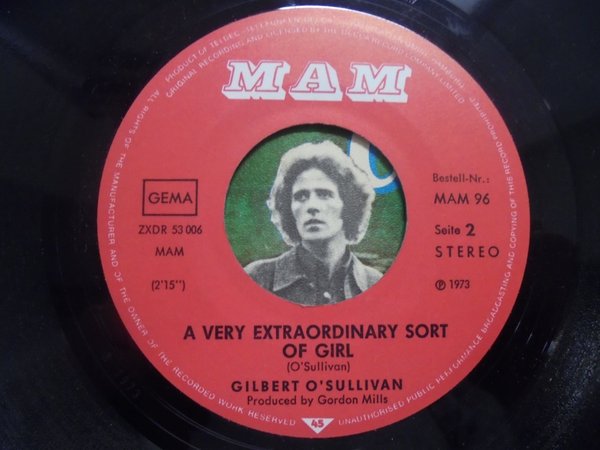 MAM
GEMA
ZXDR 53 006
MAM
(2'15")
Bestell-Nr.:
MAM 96
Seite 2
STEREO
℗ 1973
A VERY EXTRAORDINARY SORT
OF GIRL
(O'Sullivan)
GILBERT O'SULLIVAN
Produced by Gordon Mills
45
ALL RIGHTS OF THE MANUFACTURER AND OF THE OWNER OF THE RECORDED WORK RESERVED
UNAUTHORISED PUBLIC PERFORMANCE BROADCASTING AND COPYING OF THIS RECORD PROHIBITED